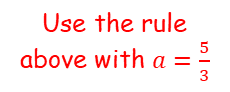 Use the rule
above with a = 5/3